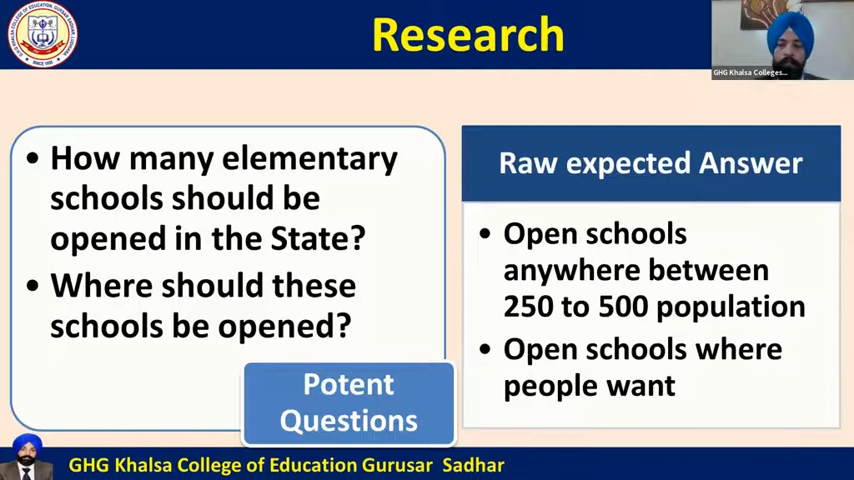 Research
GHG Khalsa Colleges...
• How many elementary
schools should be
opened in the State?
• Where should these
schools be opened?
Potent
Questions
Raw expected Answer
• Open schools
anywhere between
250 to 500 population
• Open schools where
people want
GHG Khalsa College of Education Gurusar Sadhar